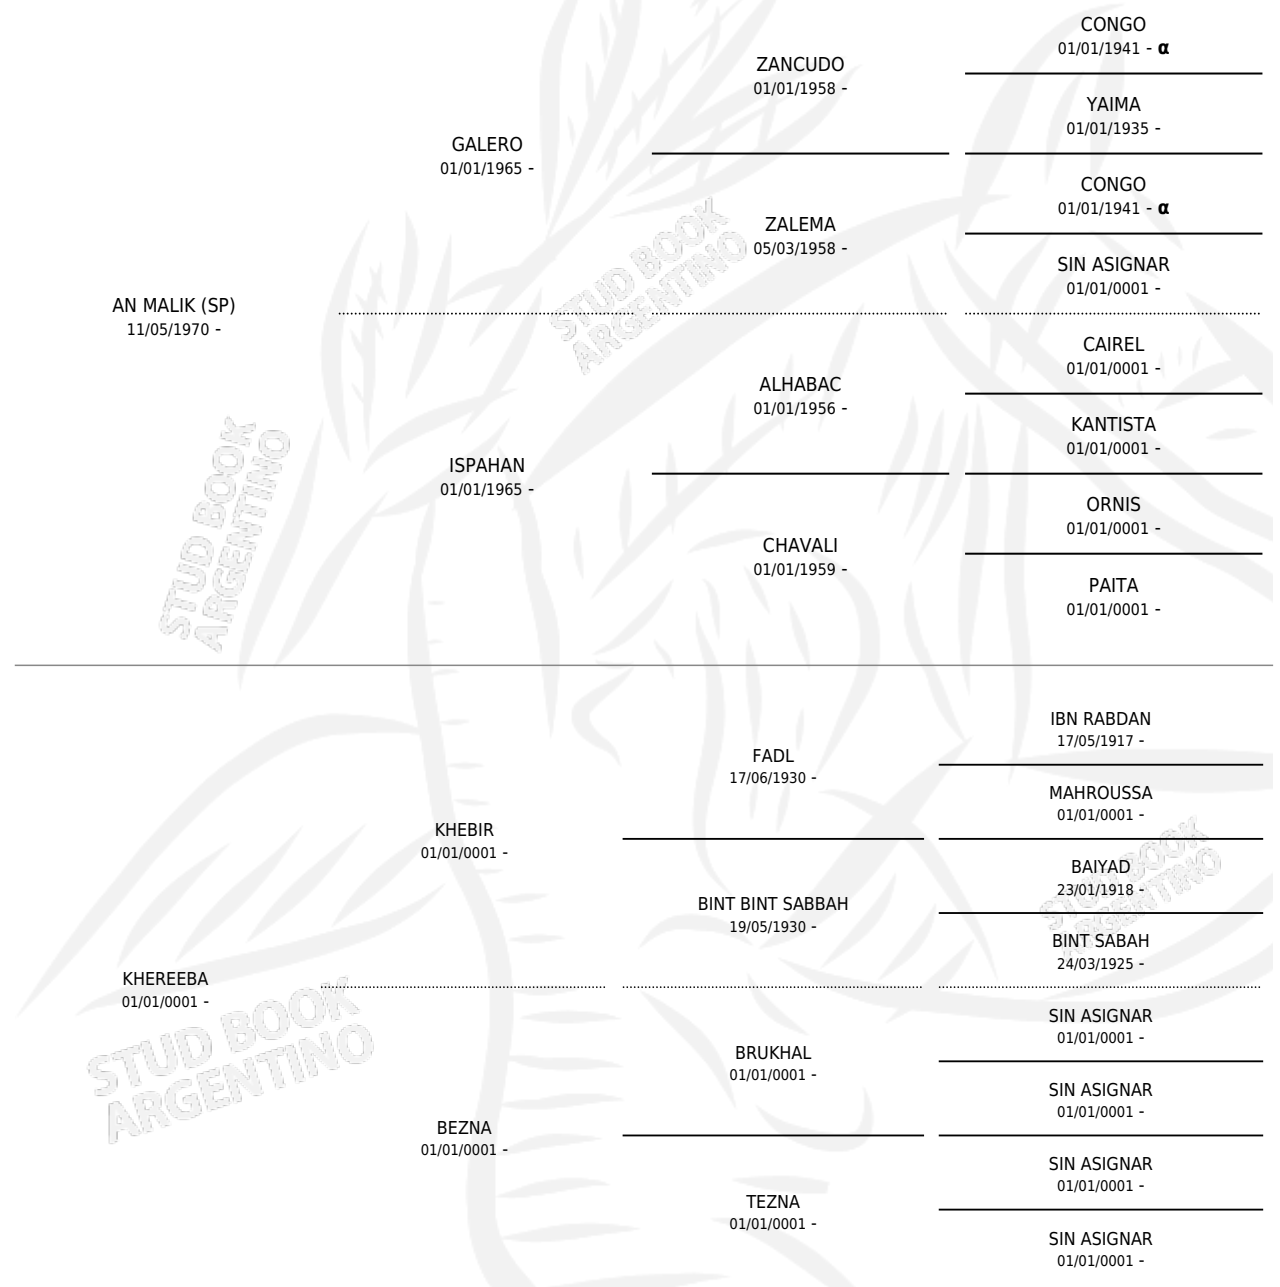 CONGO
01/01/1941 - α
ZANCUDO
01/01/1958 -
YAIMA
01/01/1935 -
GALERO
01/01/1965 -
CONGO
01/01/1941 - α
ZALEMA
05/03/1958 -
SIN ASIGNAR
01/01/0001 -
AN MALIK (SP)
11/05/1970 -
CAIREL
01/01/0001 -
ALHABAC
01/01/1956 -
KANTISTA
01/01/0001 -
ISPAHAN
01/01/1965 -
ORNIS
01/01/0001 -
CHAVALI
01/01/1959 -
PAITA
01/01/0001 -
IBN RABDAN
17/05/1917 -
FADL
17/06/1930 -
MAHROUSSA
01/01/0001 -
KHEBIR
01/01/0001 -
BAIYAD
23/01/1918 -
BINT BINT SABBAH
19/05/1930 -
BINT SABAH
24/03/1925 -
KHEREEBA
01/01/0001 -
SIN ASIGNAR
01/01/0001 -
BRUKHAL
01/01/0001 -
SIN ASIGNAR
01/01/0001 -
BEZNA
01/01/0001 -
SIN ASIGNAR
01/01/0001 -
TEZNA
01/01/0001 -
SIN ASIGNAR
01/01/0001 -
STUD BOOK
ARGENTINO
STUD BOOK
ARGENTINO
STUD BOOK
ARGENTINO
STUD BOOK
ARGENTINO